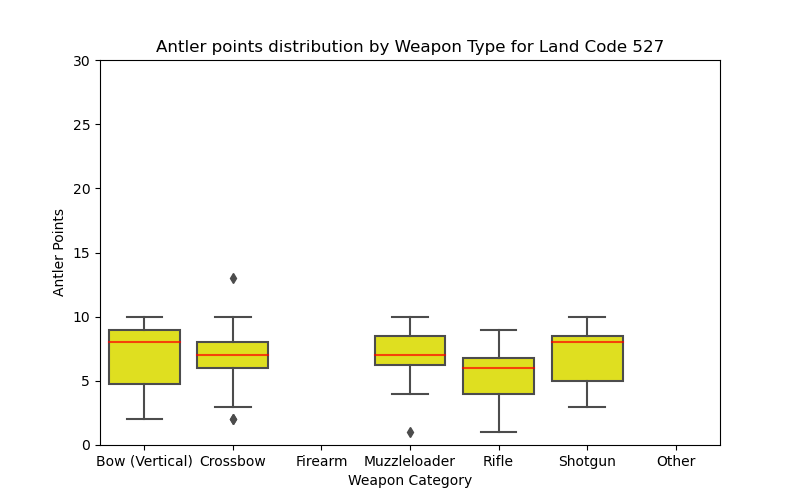 Antler points distribution by Weapon Type for Land Code 527
30
25
20
15
10
5
0
Antler Points
Bow (Vertical) Crossbow Firearm Muzzleloader Rifle Shotgun Other
Weapon Category